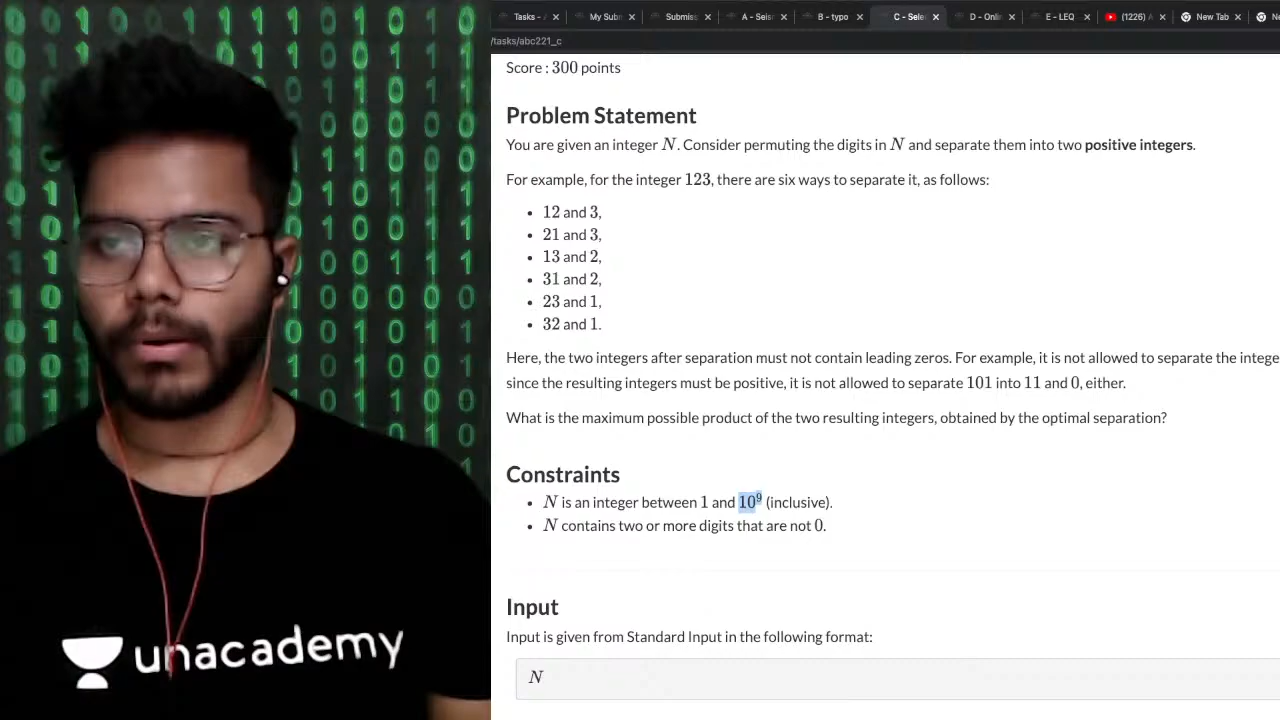 Tasks -
My Subm
Submiss
A - Seis
B - typo
C - Sele
D - Onli
E - LEQ
(1226)
New Tab
/tasks/abc221_c
Score : 300 points
Problem Statement
You are given an integer N. Consider permuting the digits in N and separate them into two positive integers.
For example, for the integer 123, there are six ways to separate it, as follows:
• 12 and 3,
• 21 and 3,
• 13 and 2,
• 31 and 2,
• 23 and 1,
• 32 and 1.
Here, the two integers after separation must not contain leading zeros. For example, it is not allowed to separate the intege
since the resulting integers must be positive, it is not allowed to separate 101 into 11 and 0, either.
What is the maximum possible product of the two resulting integers, obtained by the optimal separation?
Constraints
• N is an integer between 1 and 10⁹ (inclusive).
• N contains two or more digits that are not 0.
Input
Input is given from Standard Input in the following format:
N
unacademy